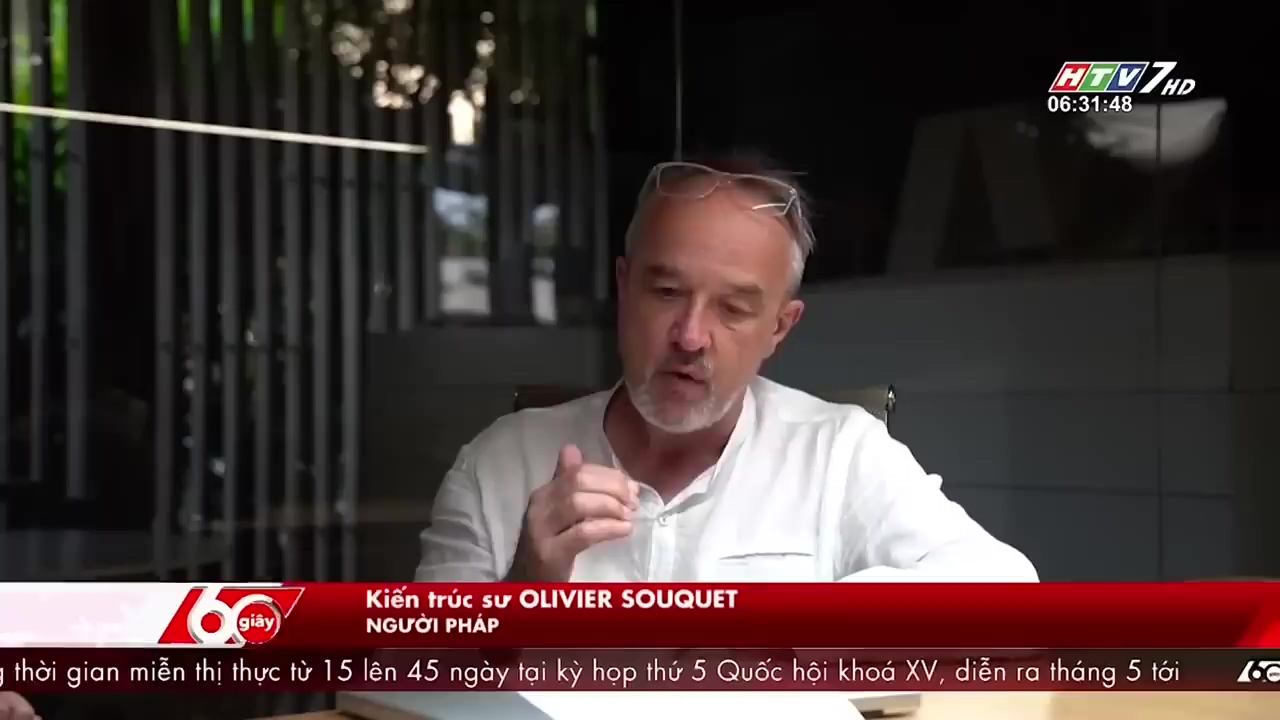 HTV7 HD
06:31:48
Kiến trúc sư OLIVIER SOUQUET
60 giây
NGƯỜI PHÁP
thời gian miễn thị thực từ 15 lên 45 ngày tại kỳ họp thứ 5 Quốc hội khoá XV, diễn ra tháng 5 tới